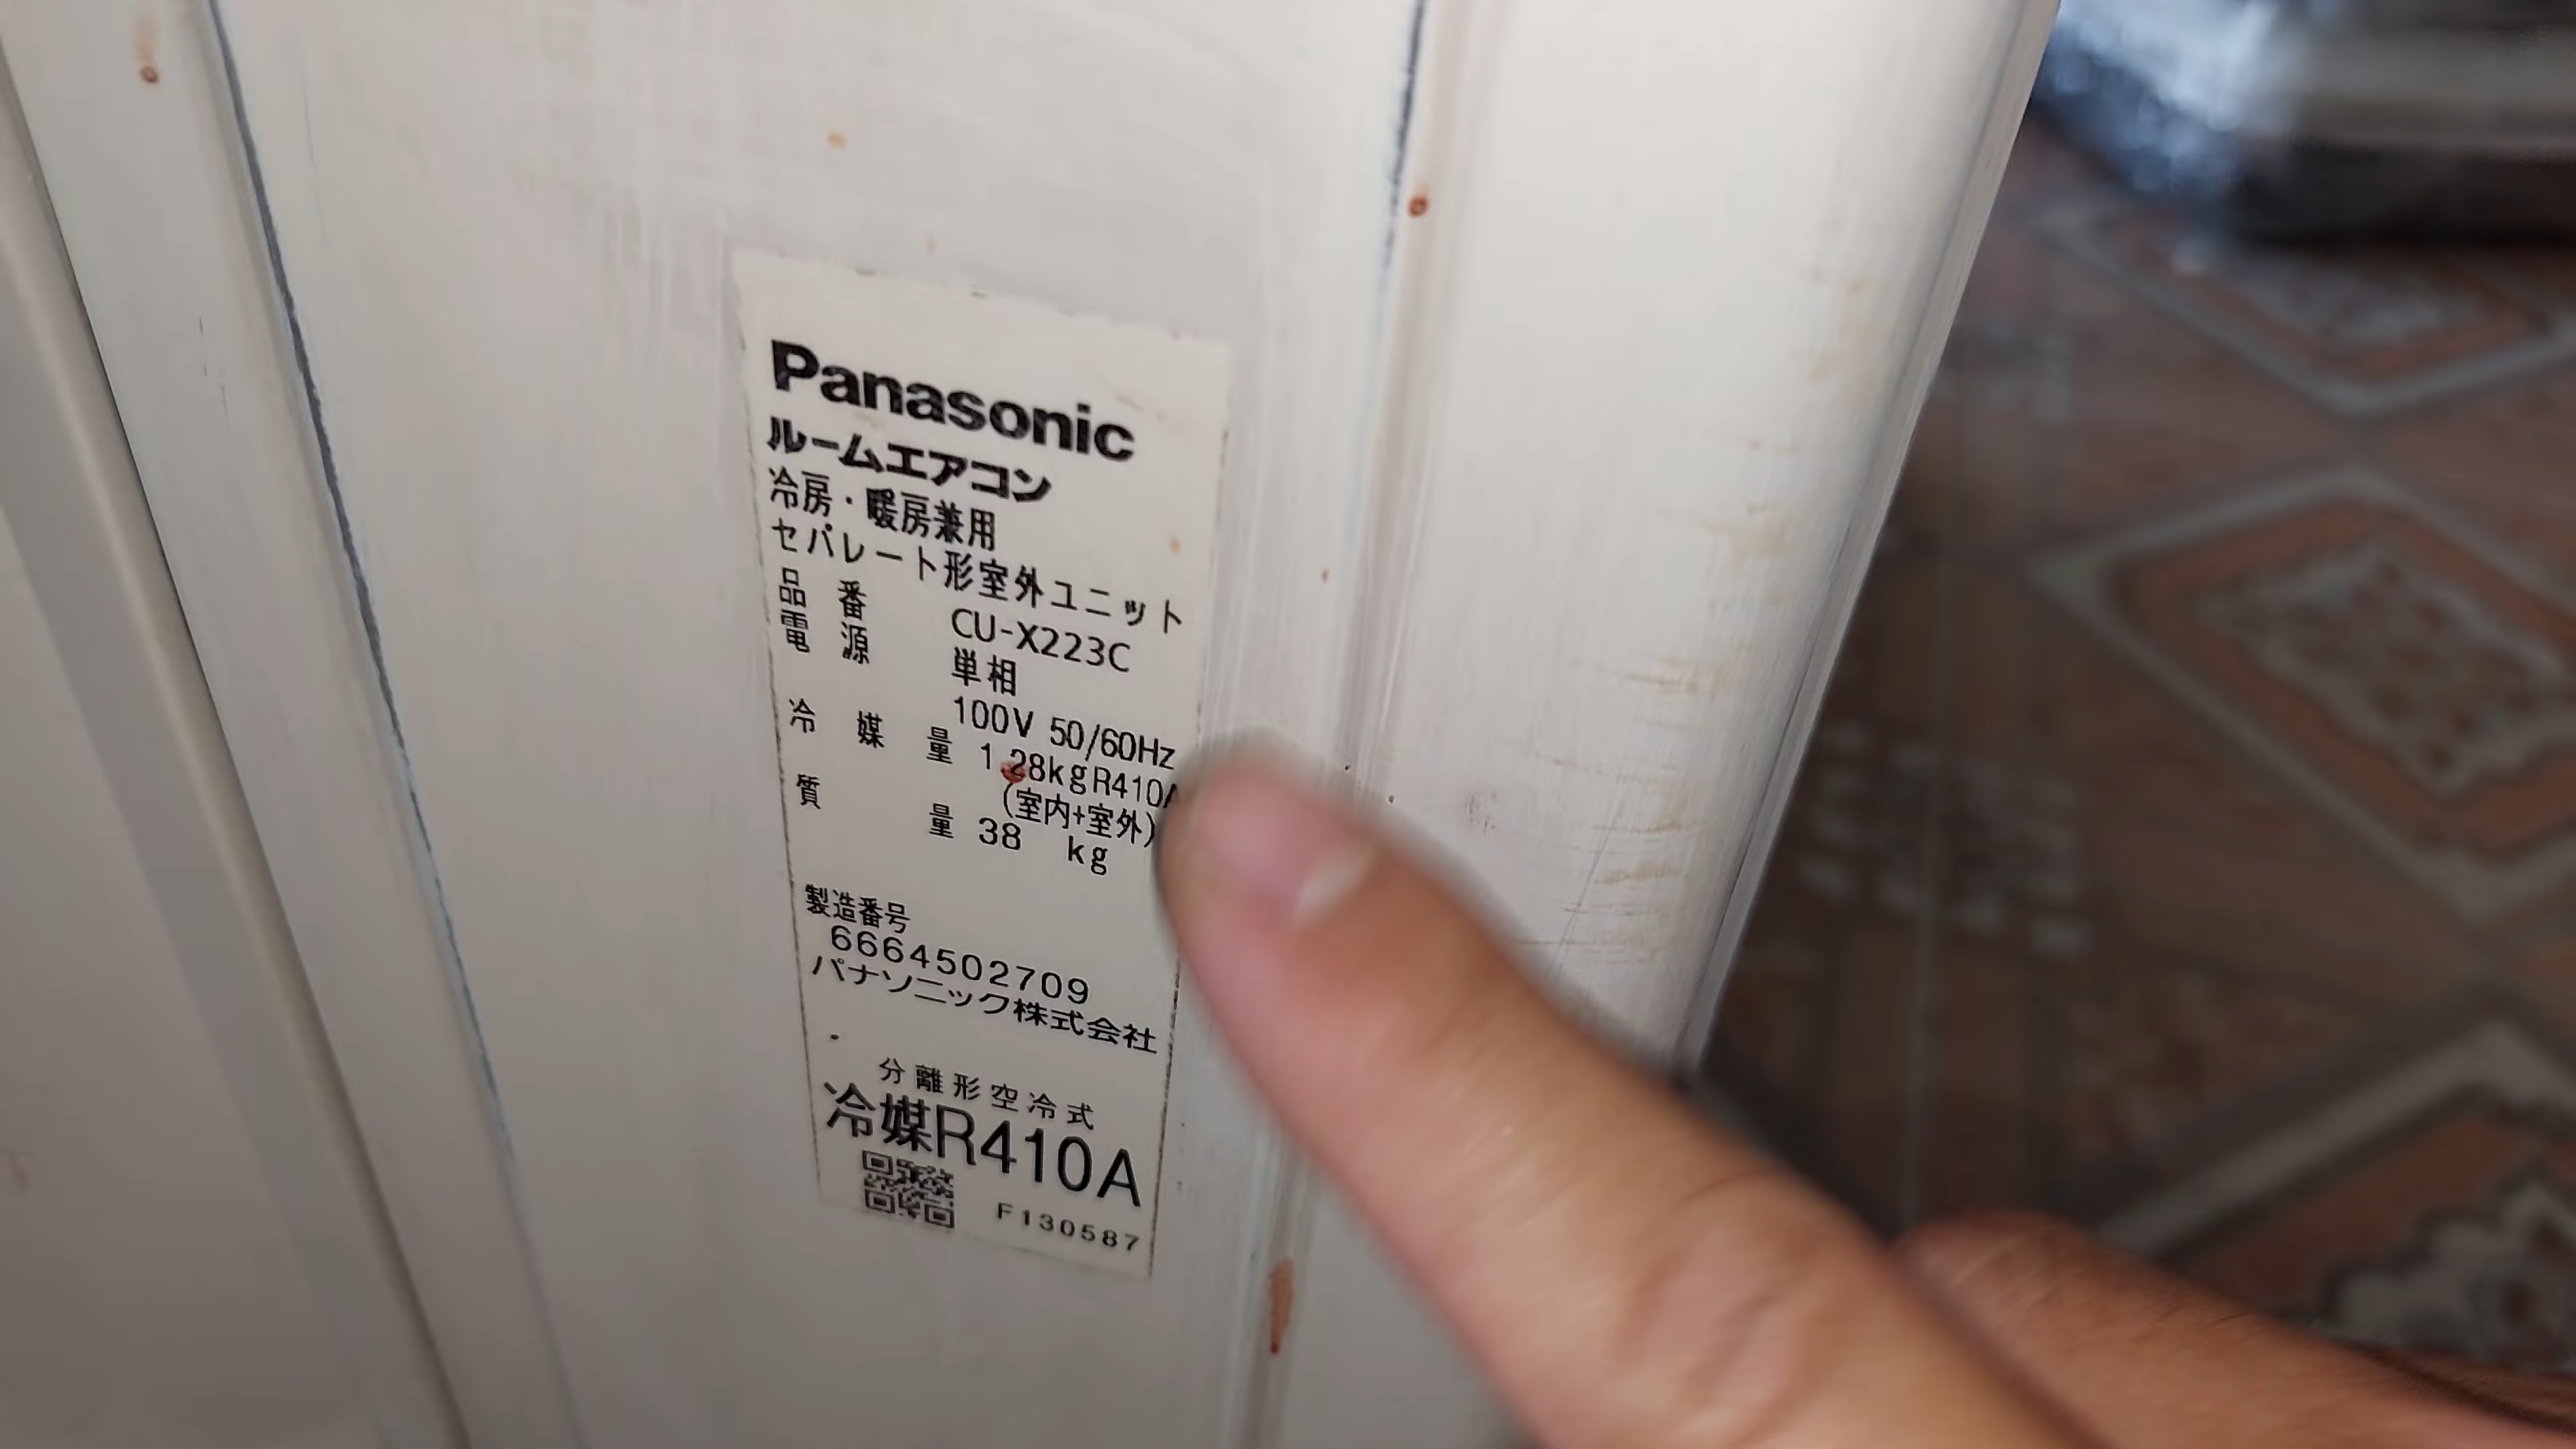 Panasonic
ルームエアコン
冷房・暖房兼用
セパレート形室外ユニット
品番 CU-X223C
電源 単相
100V 50/60Hz
冷媒量 1.28kgR410A
(室内+室外)
質量 38 kg
製造番号
6664502709
パナソニック株式会社
分離形空冷式
冷媒R410A
F130587